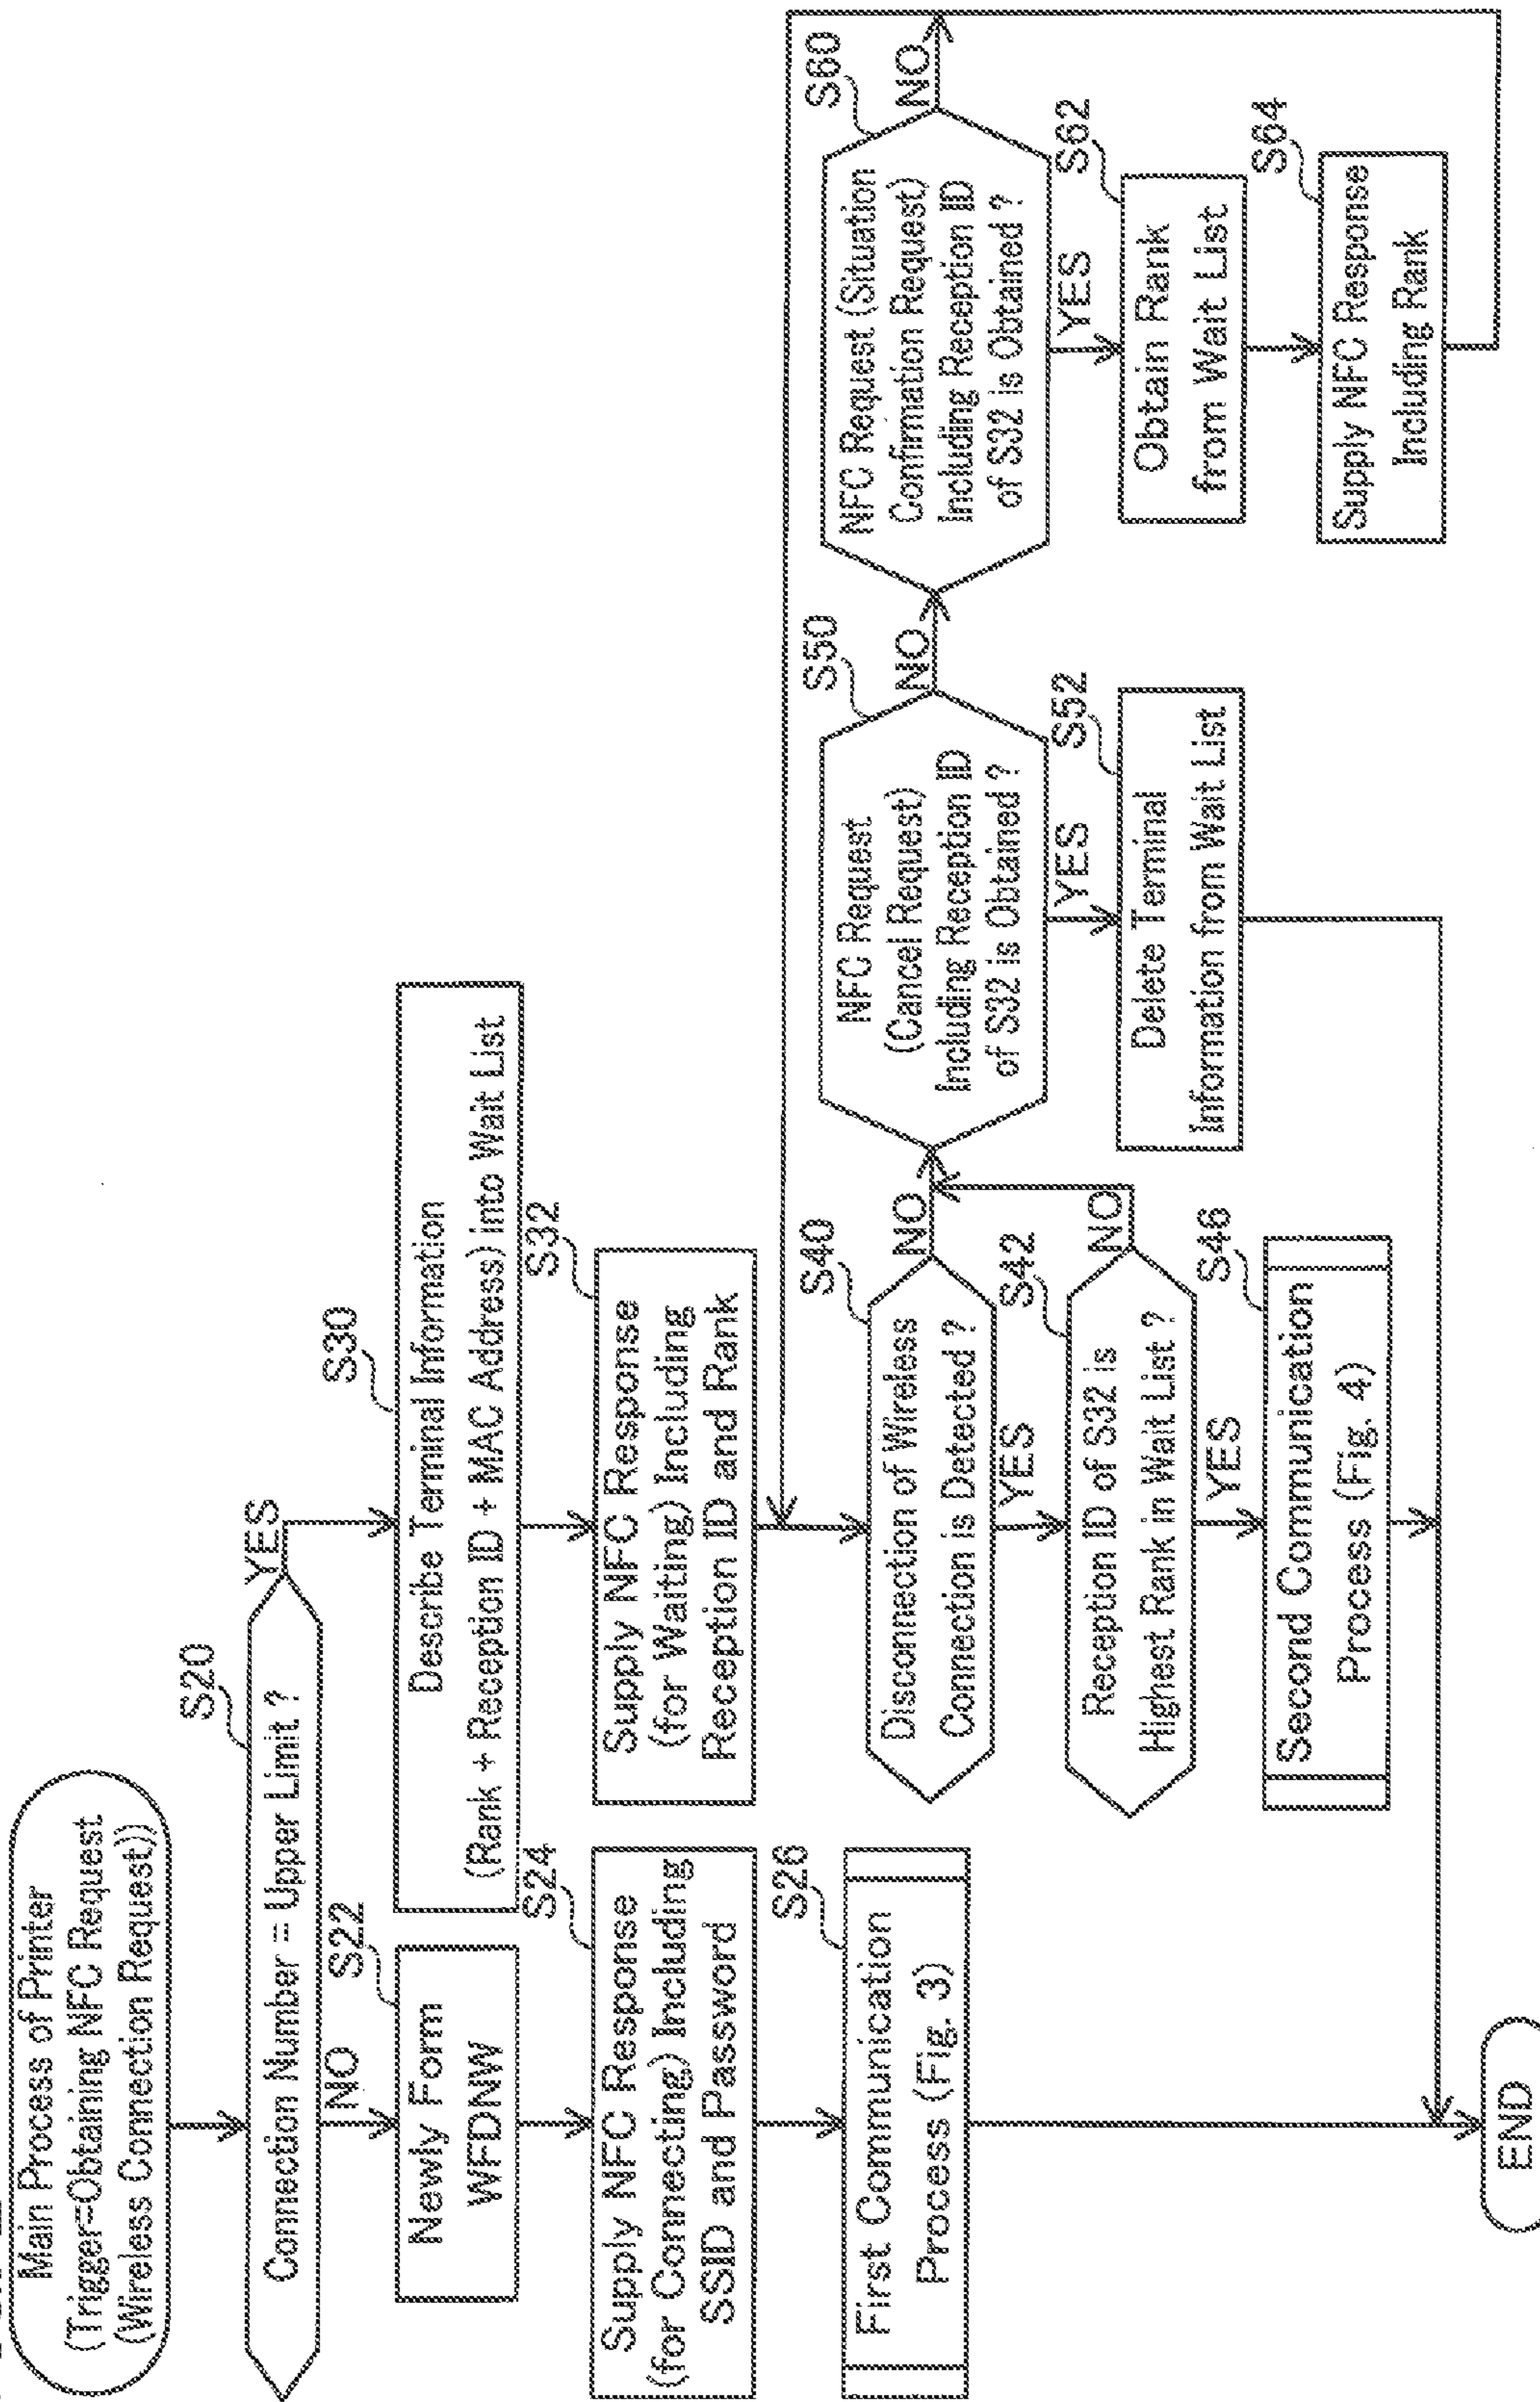 Main Process of Printer
(Trigger=Obtaining NFC Request
(Wireless Connection Request))
S20
Connection Number = Upper Limit ?
YES
NO
S22
Newly Form
WFDNW
S24
Supply NFC Response
(for Connecting) Including
SSID and Password
S26
First Communication
Process (Fig. 3)
S30
Describe Terminal Information
(Rank + Reception ID + MAC Address) into Wait List
S32
Supply NFC Response
(for Waiting) Including
Reception ID and Rank
S40
Disconnection of Wireless
Connection is Detected ?
NO
YES
S42
Reception ID of S32 is
Highest Rank in Wait List ?
NO
YES
S46
Second Communication
Process (Fig. 4)
S50
NFC Request
(Cancel Request)
Including Reception ID
of S32 is Obtained ?
NO
YES
S52
Delete Terminal
Information from Wait List
S60
NFC Request (Situation
Confirmation Request)
Including Reception ID
of S32 is Obtained ?
NO
YES
S62
Obtain Rank
from Wait List
S64
Supply NFC Response
Including Rank
END